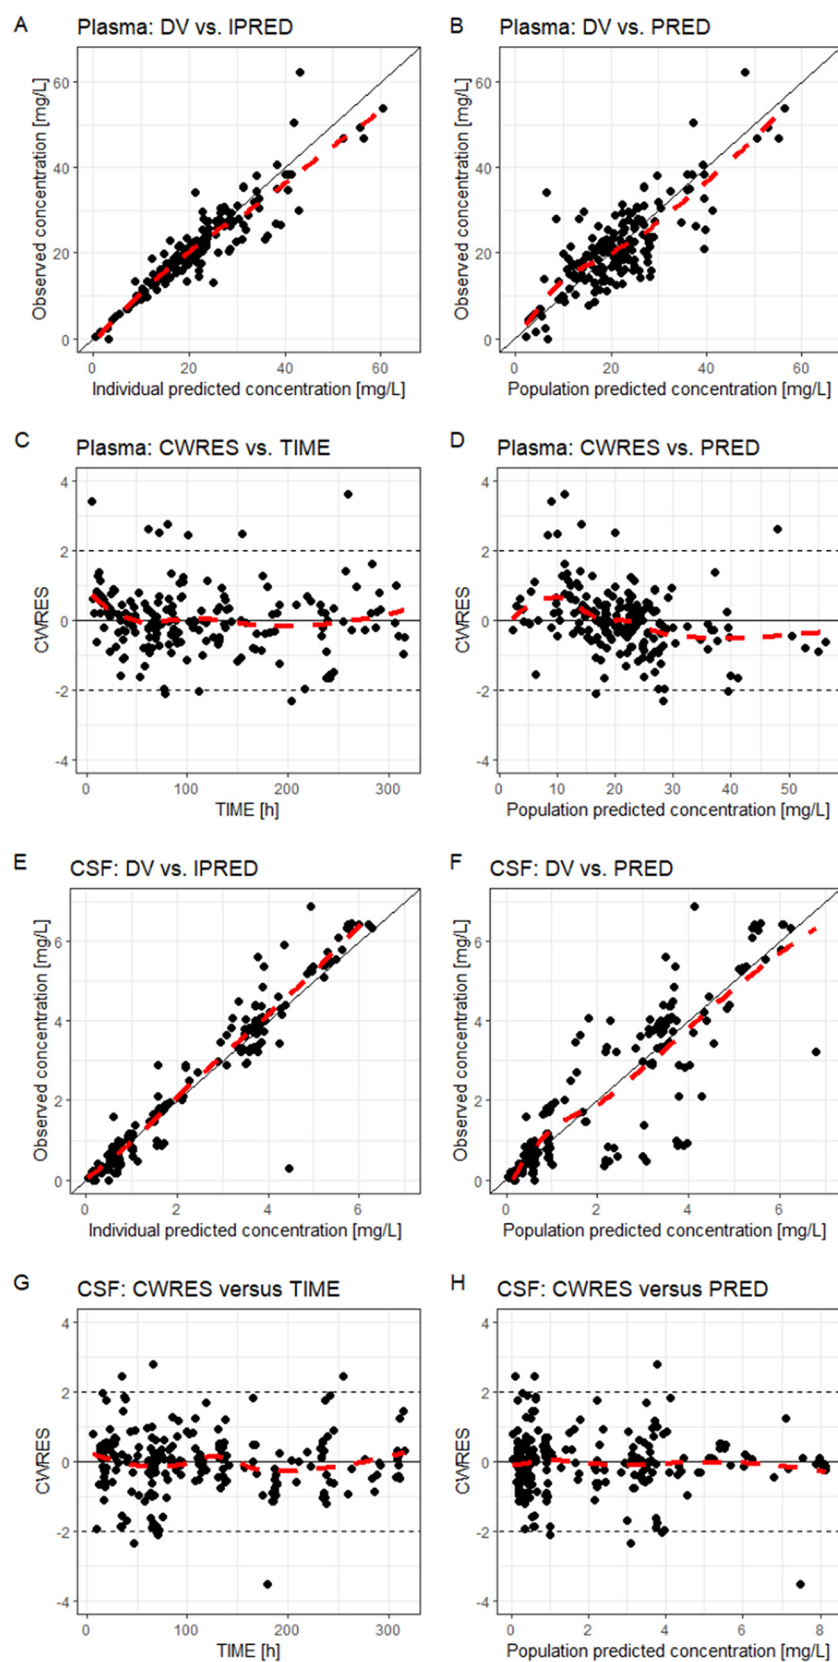 A Plasma: DV vs. IPRED
Observed concentration [mg/L]
60
40
20
0
0 20 40 60
Individual predicted concentration [mg/L]
B Plasma: DV vs. PRED
Observed concentration [mg/L]
60
40
20
0
0 20 40 60
Population predicted concentration [mg/L]
C Plasma: CWRES vs. TIME
CWRES
4
2
0
-2
-4
0 100 200 300
TIME [h]
D Plasma: CWRES vs. PRED
CWRES
4
2
0
-2
-4
0 10 20 30 40 50
Population predicted concentration [mg/L]
E CSF: DV vs. IPRED
Observed concentration [mg/L]
6
4
2
0
0 2 4 6
Individual predicted concentration [mg/L]
F CSF: DV vs. PRED
Observed concentration [mg/L]
6
4
2
0
0 2 4 6
Population predicted concentration [mg/L]
G CSF: CWRES versus TIME
CWRES
4
2
0
-2
-4
0 100 200 300
TIME [h]
H CSF: CWRES versus PRED
CWRES
4
2
0
-2
-4
0 2 4 6 8
Population predicted concentration [mg/L]